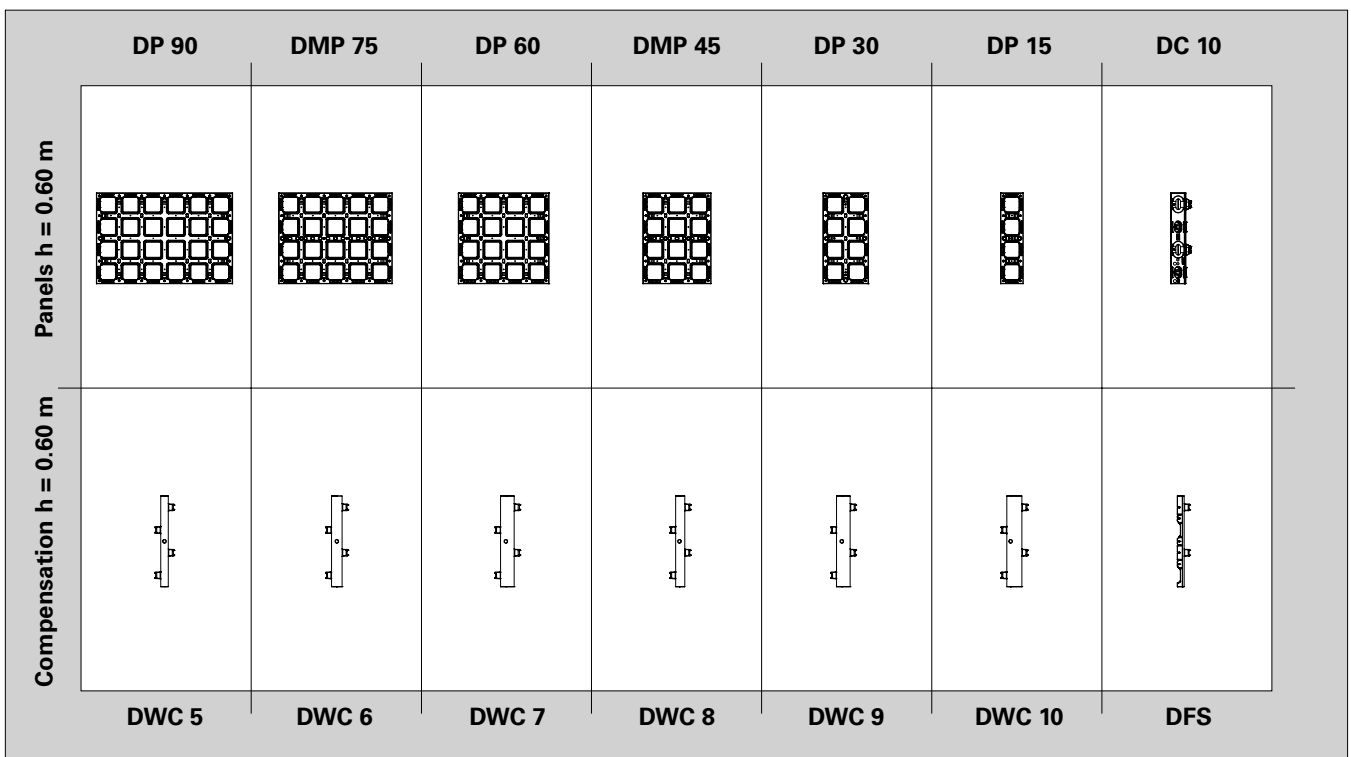 DP 90
DMP 75
DP 60
DMP 45
DP 30
DP 15
DC 10
Panels h = 0.60 m
Compensation h = 0.60 m
DWC 5
DWC 6
DWC 7
DWC 8
DWC 9
DWC 10
DFS